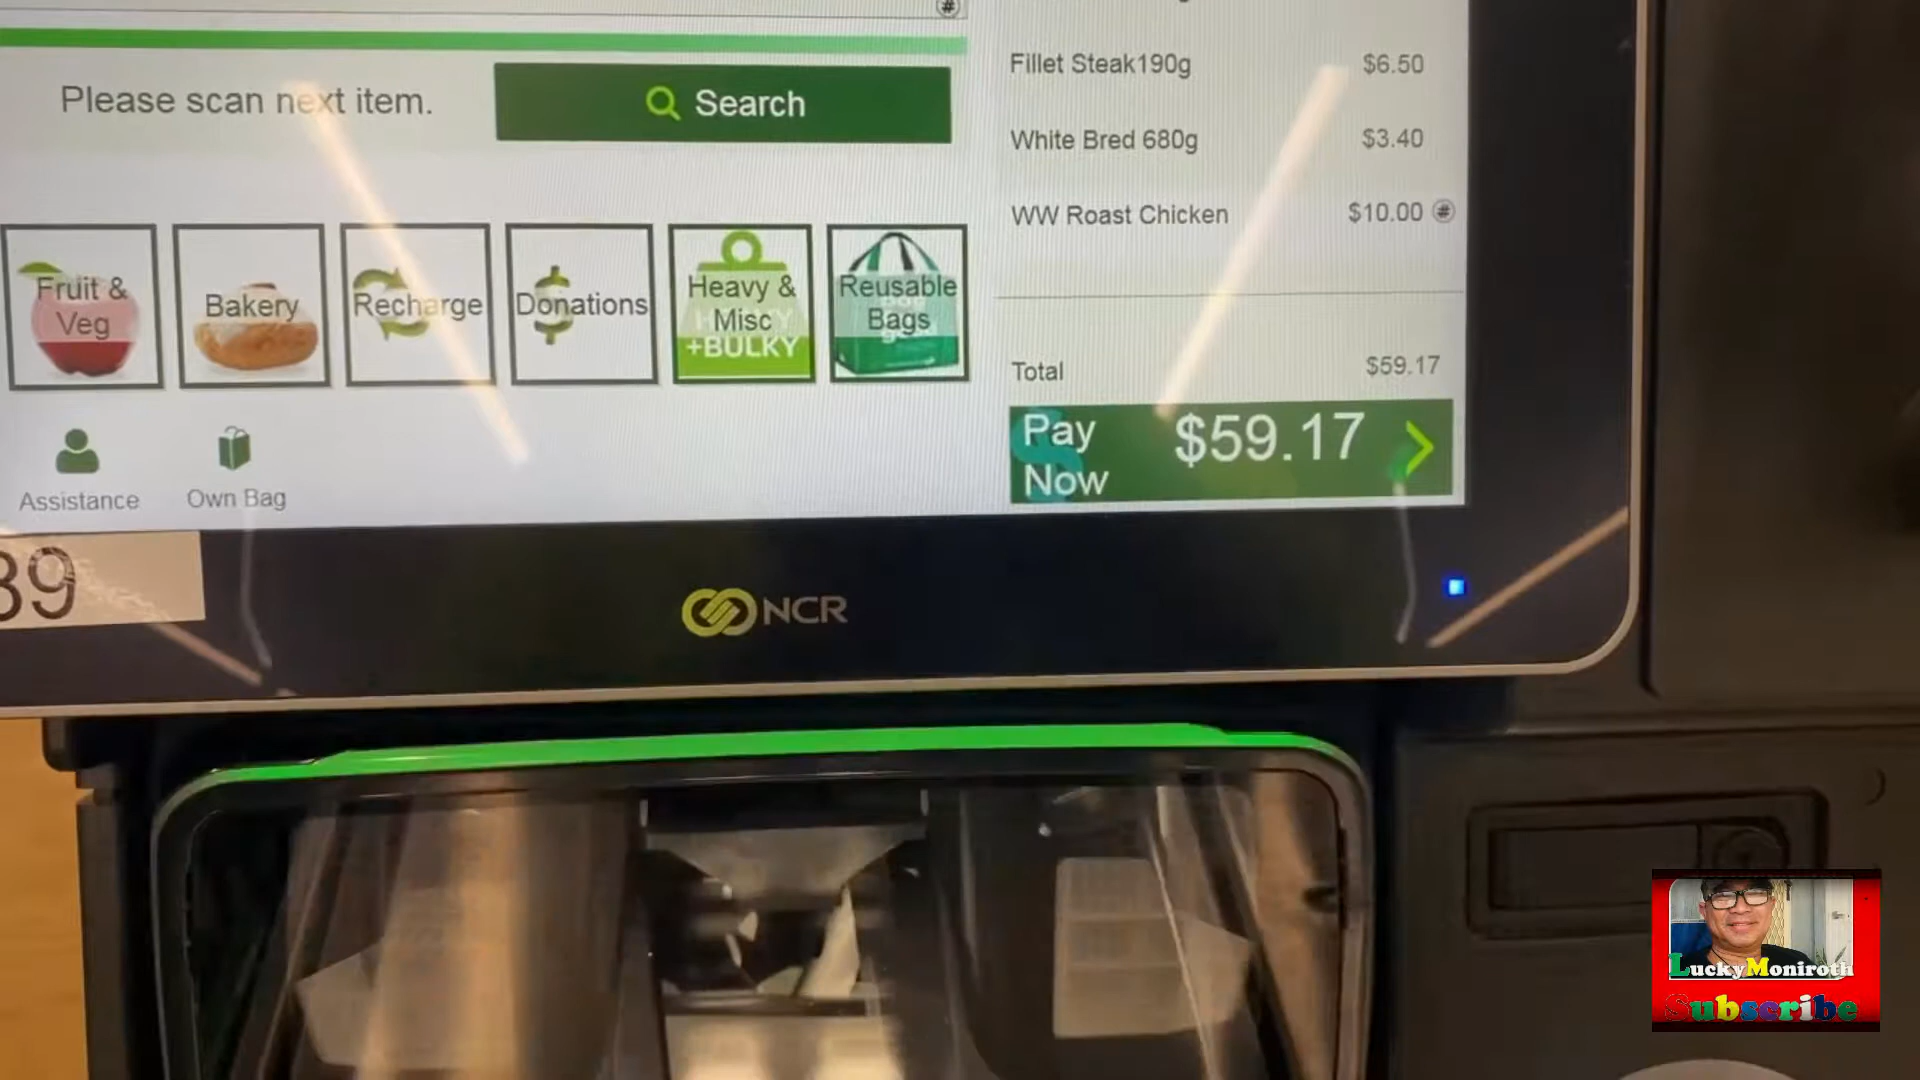 Please scan next item.
Search
Fillet Steak190g $6.50
White Bred 680g $3.40
WW Roast Chicken $10.00 #
Fruit &
Veg
Bakery
Recharge
Donations
Heavy &
Misc
+BULKY
Reusable
Bags
Total $59.17
Pay
Now
$59.17
Assistance
Own Bag
39
NCR
LuckyMoniroth
Subscribe